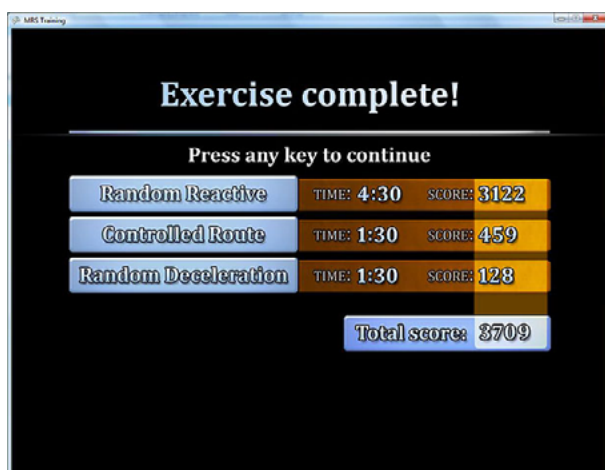 MRS Training
Exercise complete!
Press any key to continue
Random Reactive TIME: 4:30 SCORE: 3122
Controlled Route TIME: 1:30 SCORE: 459
Random Deceleration TIME: 1:30 SCORE: 128
Total score: 3709